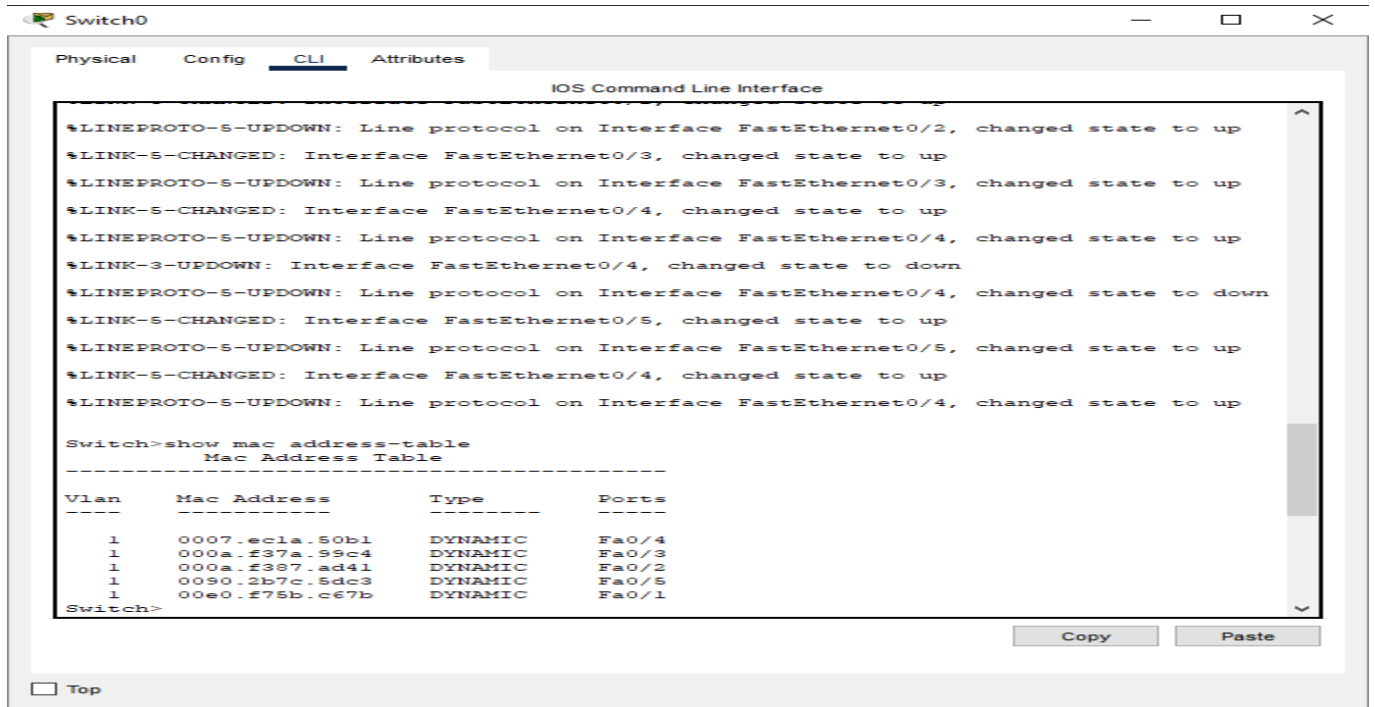 Switch0
Physical Config CLI Attributes
IOS Command Line Interface
%LINEPROTO-5-UPDOWN: Line protocol on Interface FastEthernet0/2, changed state to up
%LINK-5-CHANGED: Interface FastEthernet0/3, changed state to up
%LINEPROTO-5-UPDOWN: Line protocol on Interface FastEthernet0/3, changed state to up
%LINK-5-CHANGED: Interface FastEthernet0/4, changed state to up
%LINEPROTO-5-UPDOWN: Line protocol on Interface FastEthernet0/4, changed state to up
%LINK-3-UPDOWN: Interface FastEthernet0/4, changed state to down
%LINEPROTO-5-UPDOWN: Line protocol on Interface FastEthernet0/4, changed state to down
%LINK-5-CHANGED: Interface FastEthernet0/5, changed state to up
%LINEPROTO-5-UPDOWN: Line protocol on Interface FastEthernet0/5, changed state to up
%LINK-5-CHANGED: Interface FastEthernet0/4, changed state to up
%LINEPROTO-5-UPDOWN: Line protocol on Interface FastEthernet0/4, changed state to up
Switch>show mac address-table
Mac Address Table
-------------------------------------------
Vlan Mac Address Type Ports
---- ----------- -------- -----
1 0007.ec1a.50b1 DYNAMIC Fa0/4
1 000a.f37a.99c4 DYNAMIC Fa0/3
1 000a.f387.ad41 DYNAMIC Fa0/2
1 0090.2b7c.5dc3 DYNAMIC Fa0/5
1 00e0.f75b.c67b DYNAMIC Fa0/1
Switch>
Copy Paste
Top